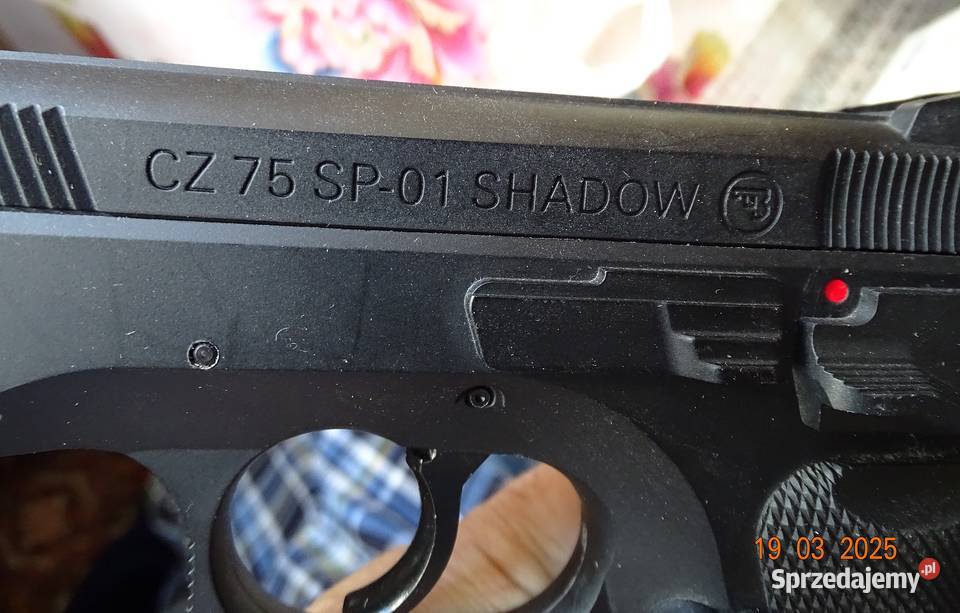 CZ 75 SP-01 SHADOW
19 03 2025
Sprzedajemy.pl